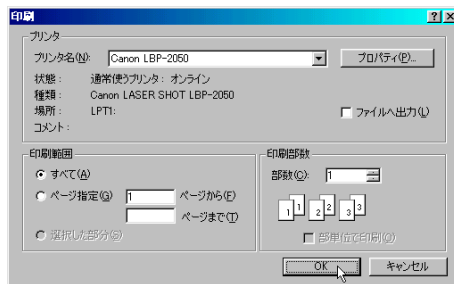 印刷
プリンタ
プリンタ名(N): Canon LBP-2050 プロパティ(P)...
状態: 通常使うプリンタ: オンライン
種類: Canon LASER SHOT LBP-2050
場所: LPT1: ファイルへ出力(L)
コメント:
印刷範囲
すべて(A)
ページ指定(G) 1 ページから(F)
ページまで(T)
選択した部分(S)
印刷部数
部数(C): 1
1 1 2 2 3 3
部単位で印刷(O)
OK キャンセル